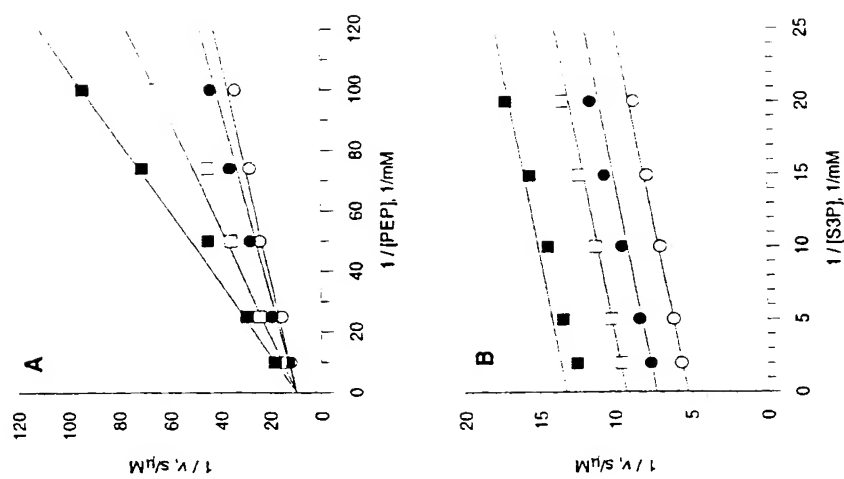 A
120 100 80 60 40 20 0
1 / v, s/µM
0 20 40 60 80 100 120
1 / [PEP], 1/mM
B
20 15 10 5 0
1 / v, s/µM
0 5 10 15 20 25
1 / [S3P], 1/mM